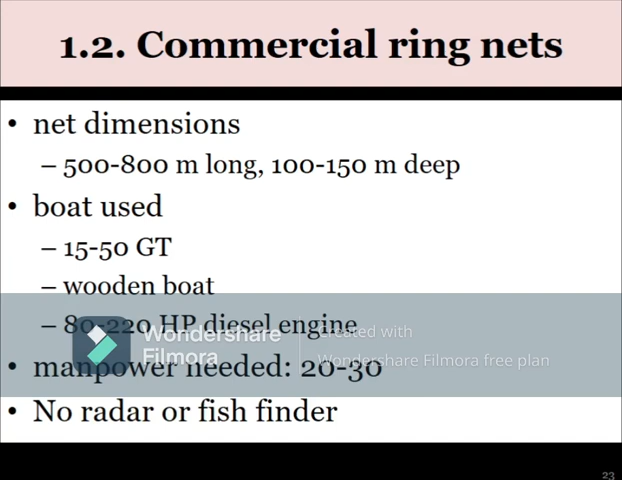 1.2. Commercial ring nets
• net dimensions
– 500-800 m long, 100-150 m deep
• boat used
– 15-50 GT
– wooden boat
– 80-220 HP diesel engine
Wondershare
Filmora
created with
Wondershare Filmora free plan
• manpower needed: 20-30
• No radar or fish finder
23